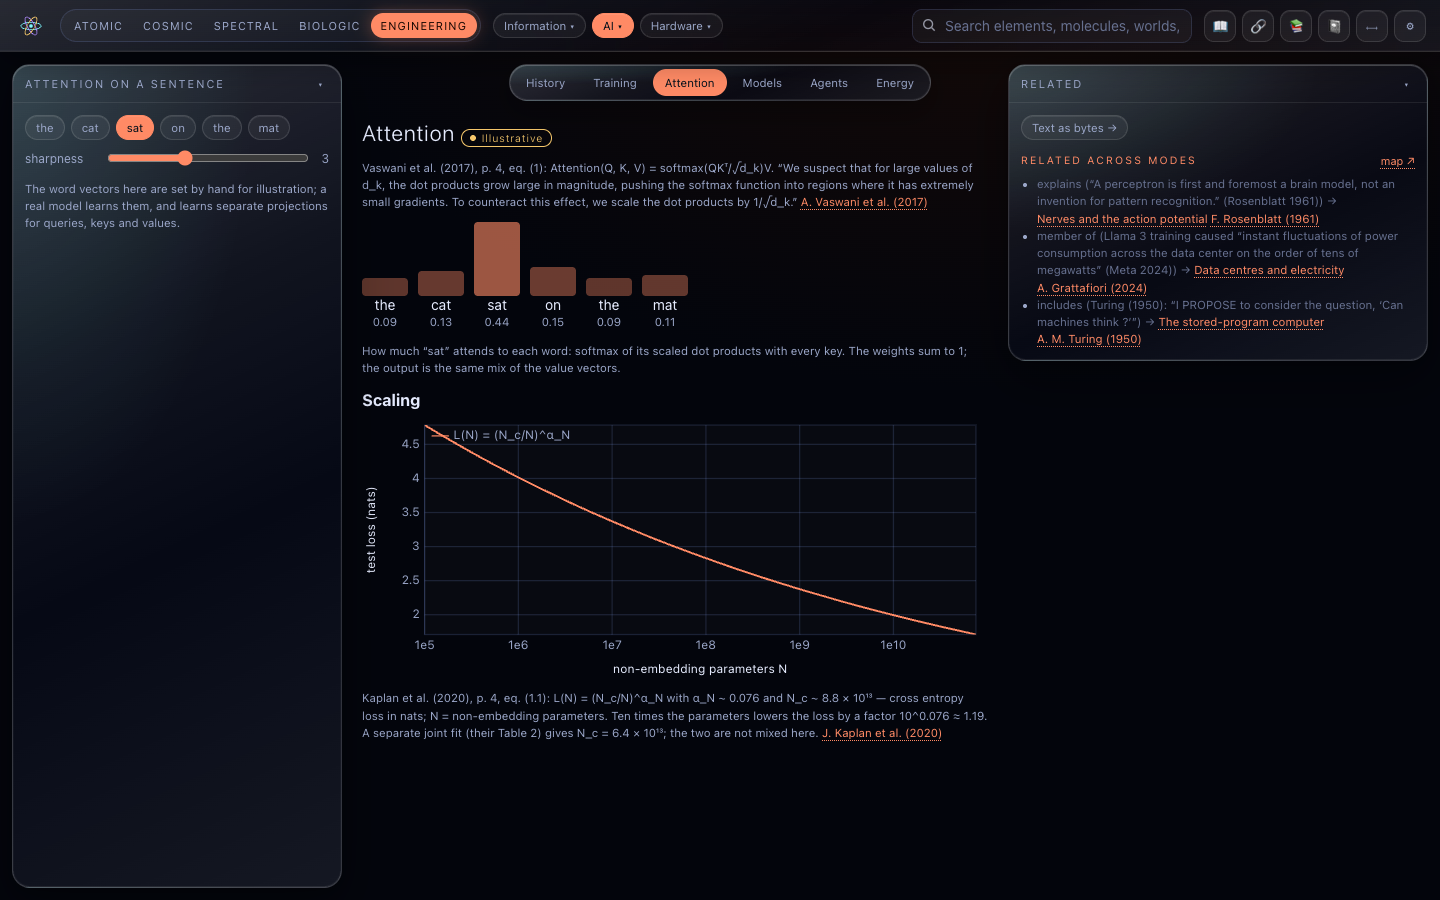 ATOMIC COSMIC SPECTRAL BIOLOGIC ENGINEERING Information ▾ AI ▾ Hardware ▾ Search elements, molecules, worlds,
ATTENTION ON A SENTENCE
the cat sat on the mat
sharpness 3
The word vectors here are set by hand for illustration; a
real model learns them, and learns separate projections
for queries, keys and values.
History Training Attention Models Agents Energy
Attention Illustrative
Vaswani et al. (2017), p. 4, eq. (1): Attention(Q, K, V) = softmax(QKᵀ/√d_k)V. “We suspect that for large values of
d_k, the dot products grow large in magnitude, pushing the softmax function into regions where it has extremely
small gradients. To counteract this effect, we scale the dot products by 1/√d_k.” A. Vaswani et al. (2017)
the cat sat on the mat
0.09 0.13 0.44 0.15 0.09 0.11
How much “sat” attends to each word: softmax of its scaled dot products with every key. The weights sum to 1;
the output is the same mix of the value vectors.
Scaling
L(N) = (N_c/N)^α_N
test loss (nats)
4.5
4
3.5
3
2.5
2
1e5 1e6 1e7 1e8 1e9 1e10
non-embedding parameters N
Kaplan et al. (2020), p. 4, eq. (1.1): L(N) = (N_c/N)^α_N with α_N ~ 0.076 and N_c ~ 8.8 × 10¹³ — cross entropy
loss in nats; N = non-embedding parameters. Ten times the parameters lowers the loss by a factor 10^0.076 ≈ 1.19.
A separate joint fit (their Table 2) gives N_c = 6.4 × 10¹³; the two are not mixed here. J. Kaplan et al. (2020)
RELATED
Text as bytes →
RELATED ACROSS MODES map ↗
• explains (“A perceptron is first and foremost a brain model, not an
invention for pattern recognition.” (Rosenblatt 1961)) →
Nerves and the action potential F. Rosenblatt (1961)
• member of (Llama 3 training caused “instant fluctuations of power
consumption across the data center on the order of tens of
megawatts” (Meta 2024)) → Data centres and electricity
A. Grattafiori (2024)
• includes (Turing (1950): “I PROPOSE to consider the question, ‘Can
machines think ?’”) → The stored-program computer
A. M. Turing (1950)